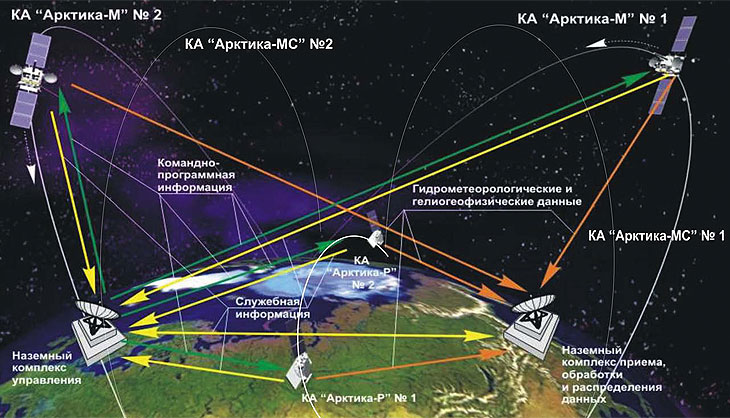 КА “Арктика-М” № 2
КА “Арктика-МС” №2
КА “Арктика-М” № 1
Командно-
программная
информация
Гидрометеорологические и
гелиогеофизические данные
КА “Арктика-МС” № 1
КА
“Арктика-Р”
№ 2
Служебная
информация
Наземный
комплекс
управления
КА “Арктика-Р” № 1
Наземный
комплекс приема,
обработки
и распределения
данных